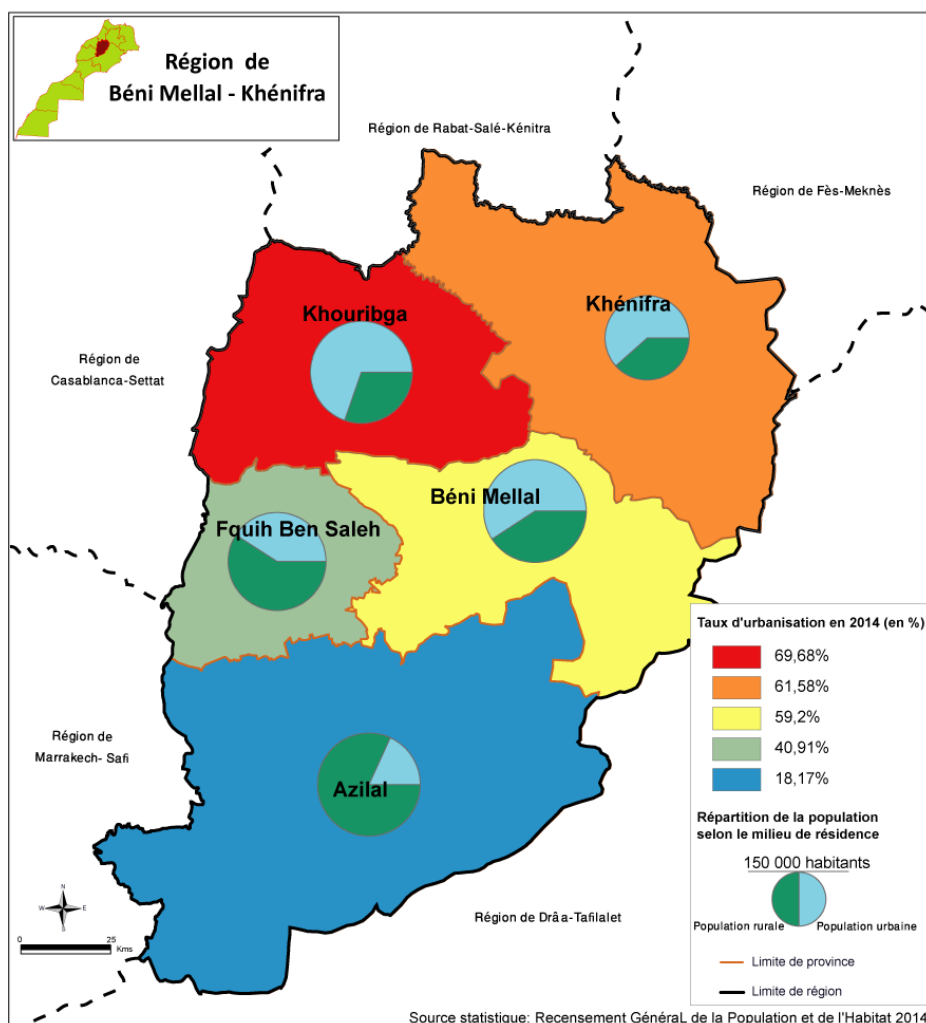 Région de
Béni Mellal - Khénifra
Région de Rabat-Salé-Kénitra
Région de Fès-Meknès
Khénifra
Khouribga
Région de
Casablanca-Settat
Béni Mellal
Fquih Ben Saleh
Taux d'urbanisation en 2014 (en %)
69,68%
61,58%
59,2%
40,91%
18,17%
Région de
Marrakech- Safi
Azilal
Répartition de la population
selon le milieu de résidence
150 000 habitants
Population rurale
Population urbaine
Limite de province
Limite de région
N
W E
S
0 25
Kms
Région de Drâa-Tafilalet
Source statistique: Recensement GénéraL de la Population et de l'Habitat 2014